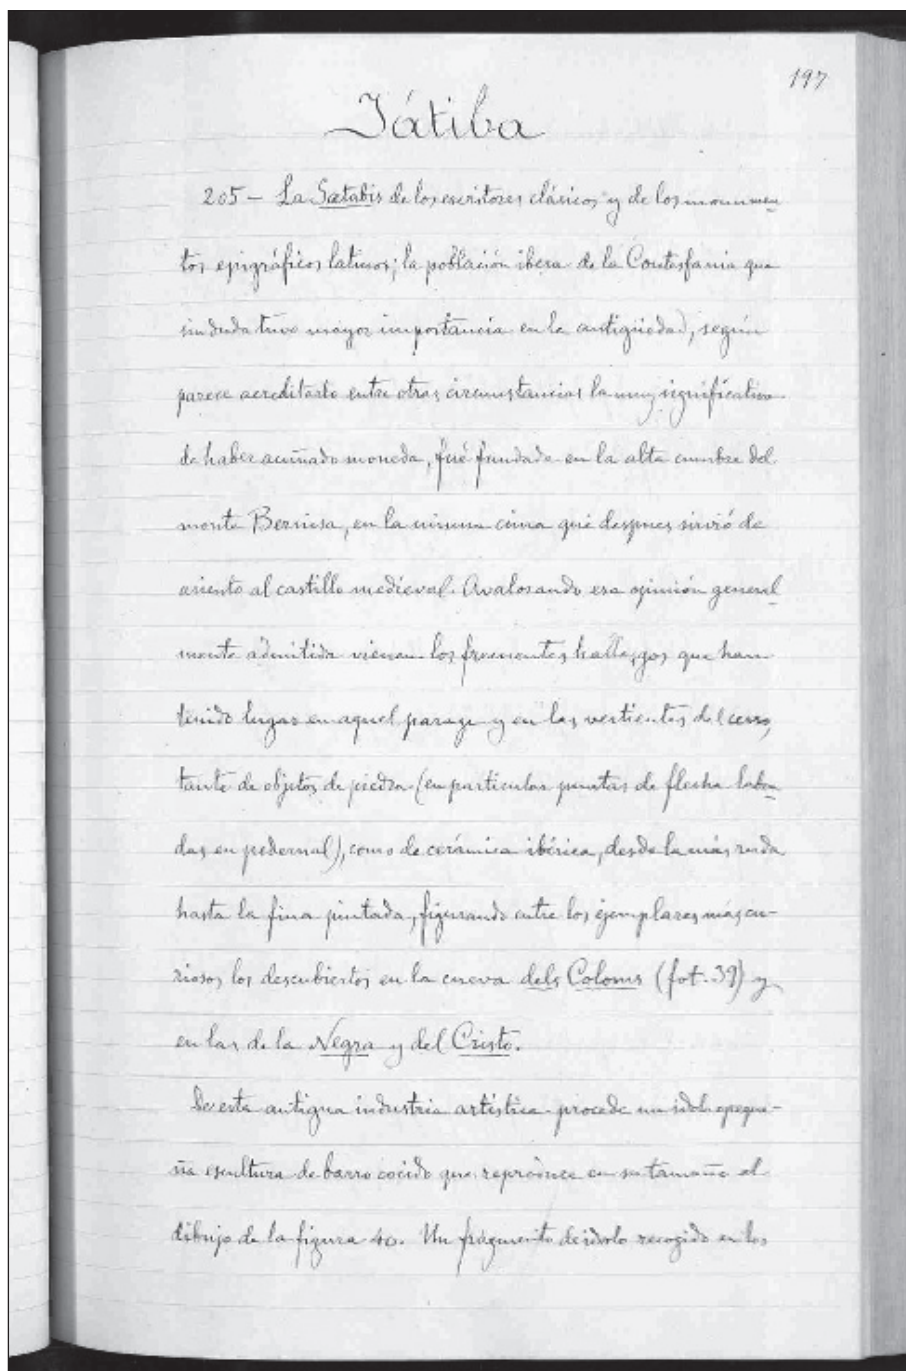 197
Játiba
205 — La Sætabis de los escritores clásicos y de los monumen
tos epigráficos latinos; la población ibera de la Contesfania que
sin duda tuvo mayor importancia en la antigüedad, según
parece acreditarlo entre otras circunstancias la muy significativa
de haber acuñado moneda, fué fundada en la alta cumbre del
monte Bernisa, en la misma cima que despues sirvió de
asiento al castillo medieval. Avalorando esa opinión general
mente admitida vienen los frecuentes hallazgos que han
tenido lugar en aquel parage y en las vertientes del cerro,
tanto de objetos de piedra (en particular puntas de flecha labra
das en pedernal), como de cerámica ibérica, desde la más ruda
hasta la fina pintada, figurando entre los ejemplares más cu-
riosos los descubiertos en la cueva dels Coloms (fot. 39) y
en las de la Negra y del Cristo.
De esta antigua industria artística procede un idolo o peque-
ña escultura de barro cocido que reproduce en su tamaño el
dibujo de la figura 40. Un fragmento de idolo recogido en los